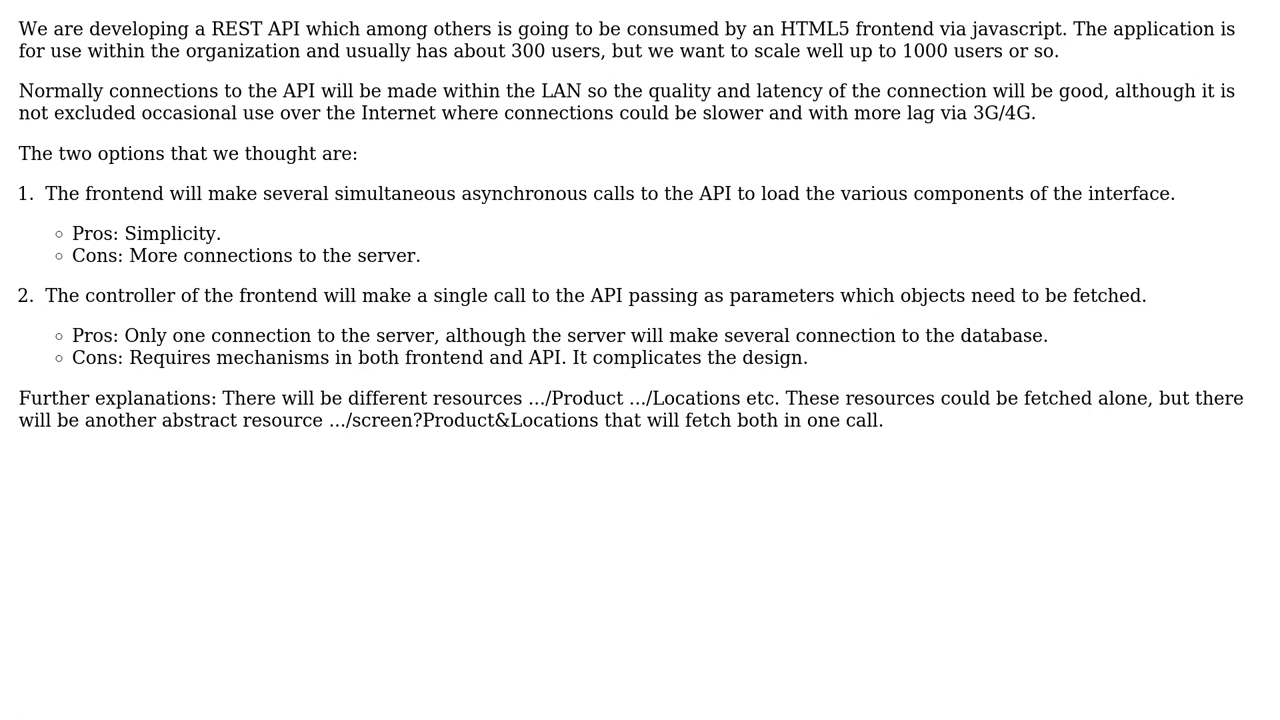 We are developing a REST API which among others is going to be consumed by an HTML5 frontend via javascript. The application is
for use within the organization and usually has about 300 users, but we want to scale well up to 1000 users or so.
Normally connections to the API will be made within the LAN so the quality and latency of the connection will be good, although it is
not excluded occasional use over the Internet where connections could be slower and with more lag via 3G/4G.
The two options that we thought are:
1. The frontend will make several simultaneous asynchronous calls to the API to load the various components of the interface.
◦ Pros: Simplicity.
◦ Cons: More connections to the server.
2. The controller of the frontend will make a single call to the API passing as parameters which objects need to be fetched.
◦ Pros: Only one connection to the server, although the server will make several connection to the database.
◦ Cons: Requires mechanisms in both frontend and API. It complicates the design.
Further explanations: There will be different resources .../Product .../Locations etc. These resources could be fetched alone, but there
will be another abstract resource .../screen?Product&Locations that will fetch both in one call.